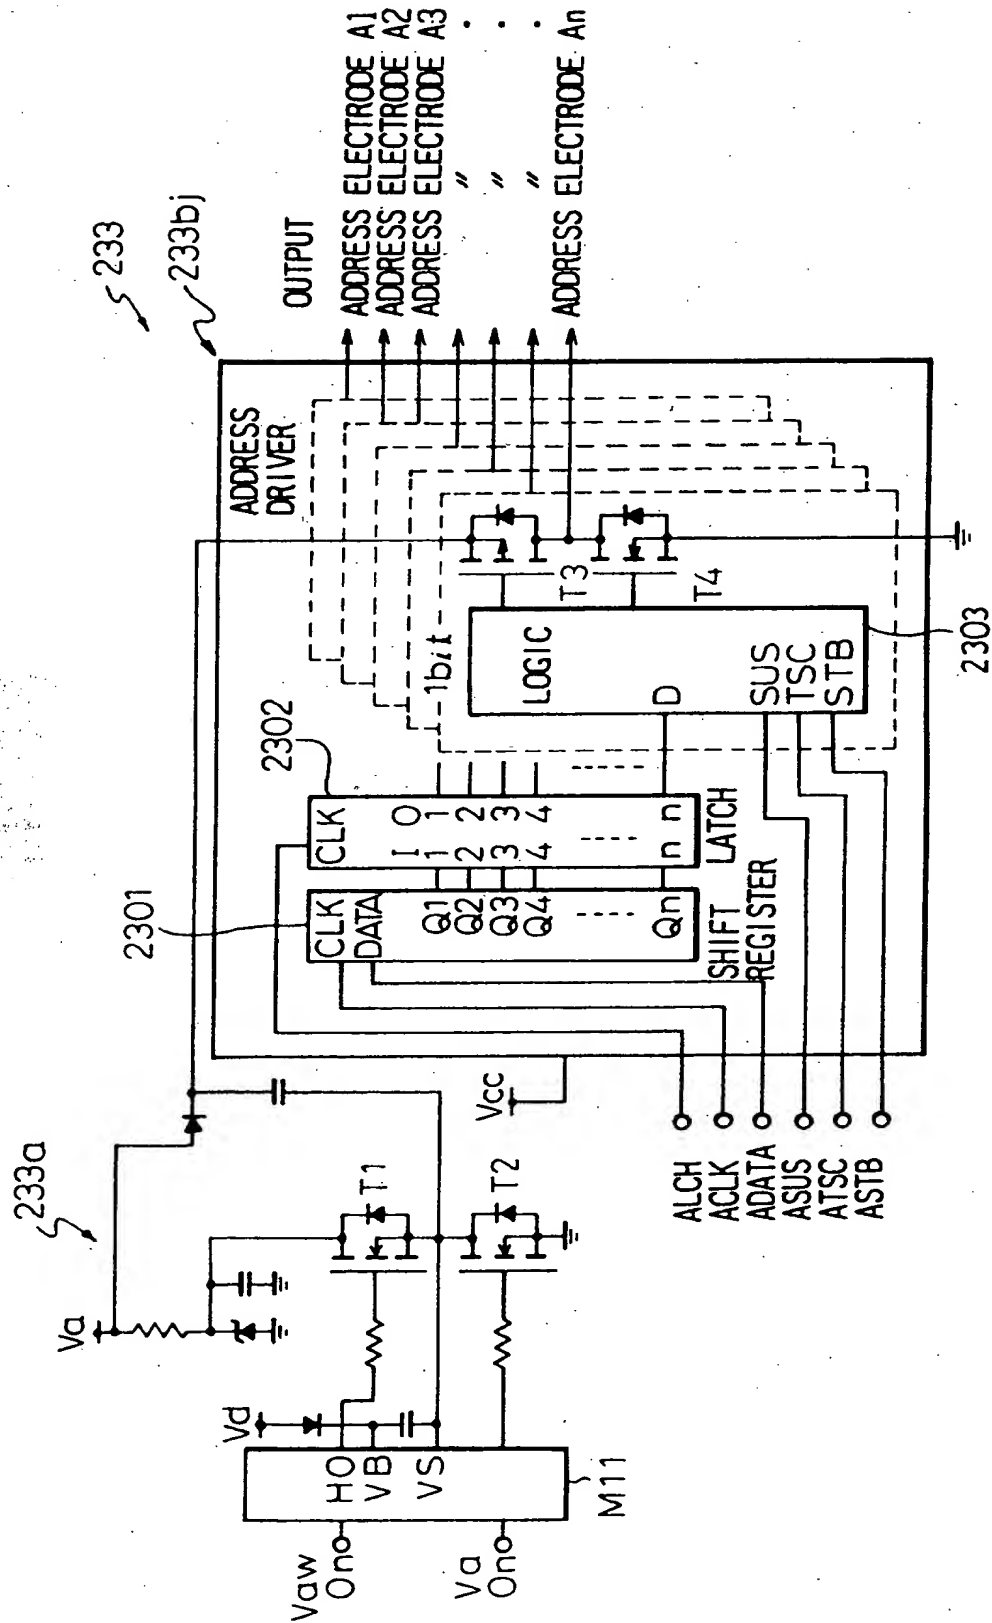 233
233bj
233a
OUTPUT
ADDRESS ELECTRODE A1
ADDRESS ELECTRODE A2
ADDRESS ELECTRODE A3
〃 .
〃 .
〃 .
ADDRESS ELECTRODE An
ADDRESS
DRIVER
Va
Vd
Vaw
On
Va
On
HO
VB
VS
M11
T1
T2
Vcc
2301
CLK
DATA
Q1
Q2
Q3
Q4
Qn
SHIFT
REGISTER
2302
CLK
I O
1 1
2 2
3 3
4 4
n n
LATCH
1bit
LOGIC
D
SUS
TSC
STB
2303
T3
T4
ALCH
ACLK
ADATA
ASUS
ATSC
ASTB